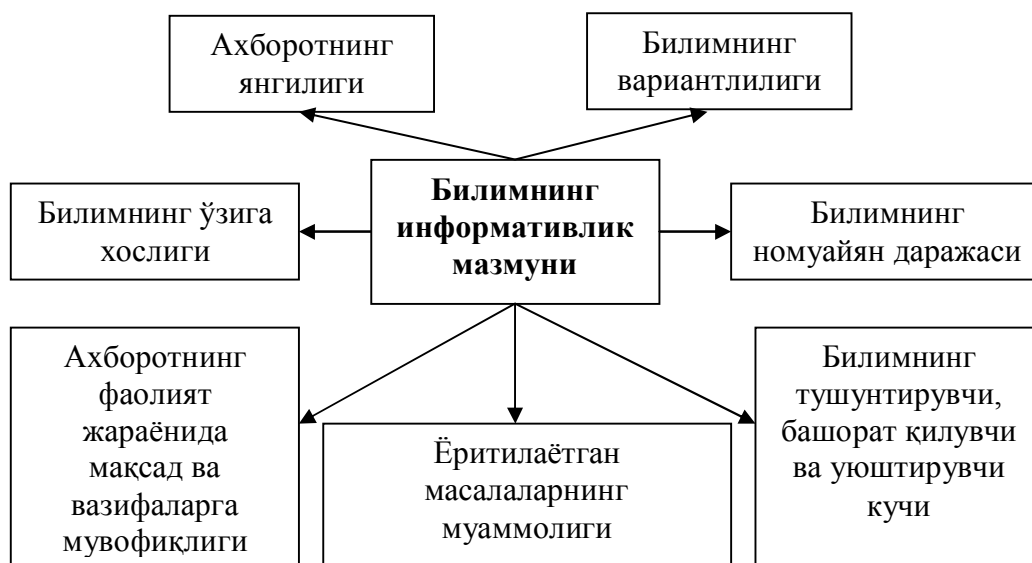 Ахборотнинг
янгилиги
Билимнинг
вариантлилиги
Билимнинг
информативлик
мазмуни
Билимнинг ўзига
хослиги
Билимнинг
номуайян даражаси
Ахборотнинг
фаолият
жараёнида
мақсад ва
вазифаларга
мувофиқлиги
Ёритилаётган
масалаларнинг
муаммолиги
Билимнинг
тушунтирувчи,
башорат қилувчи
ва уюштирувчи
кучи